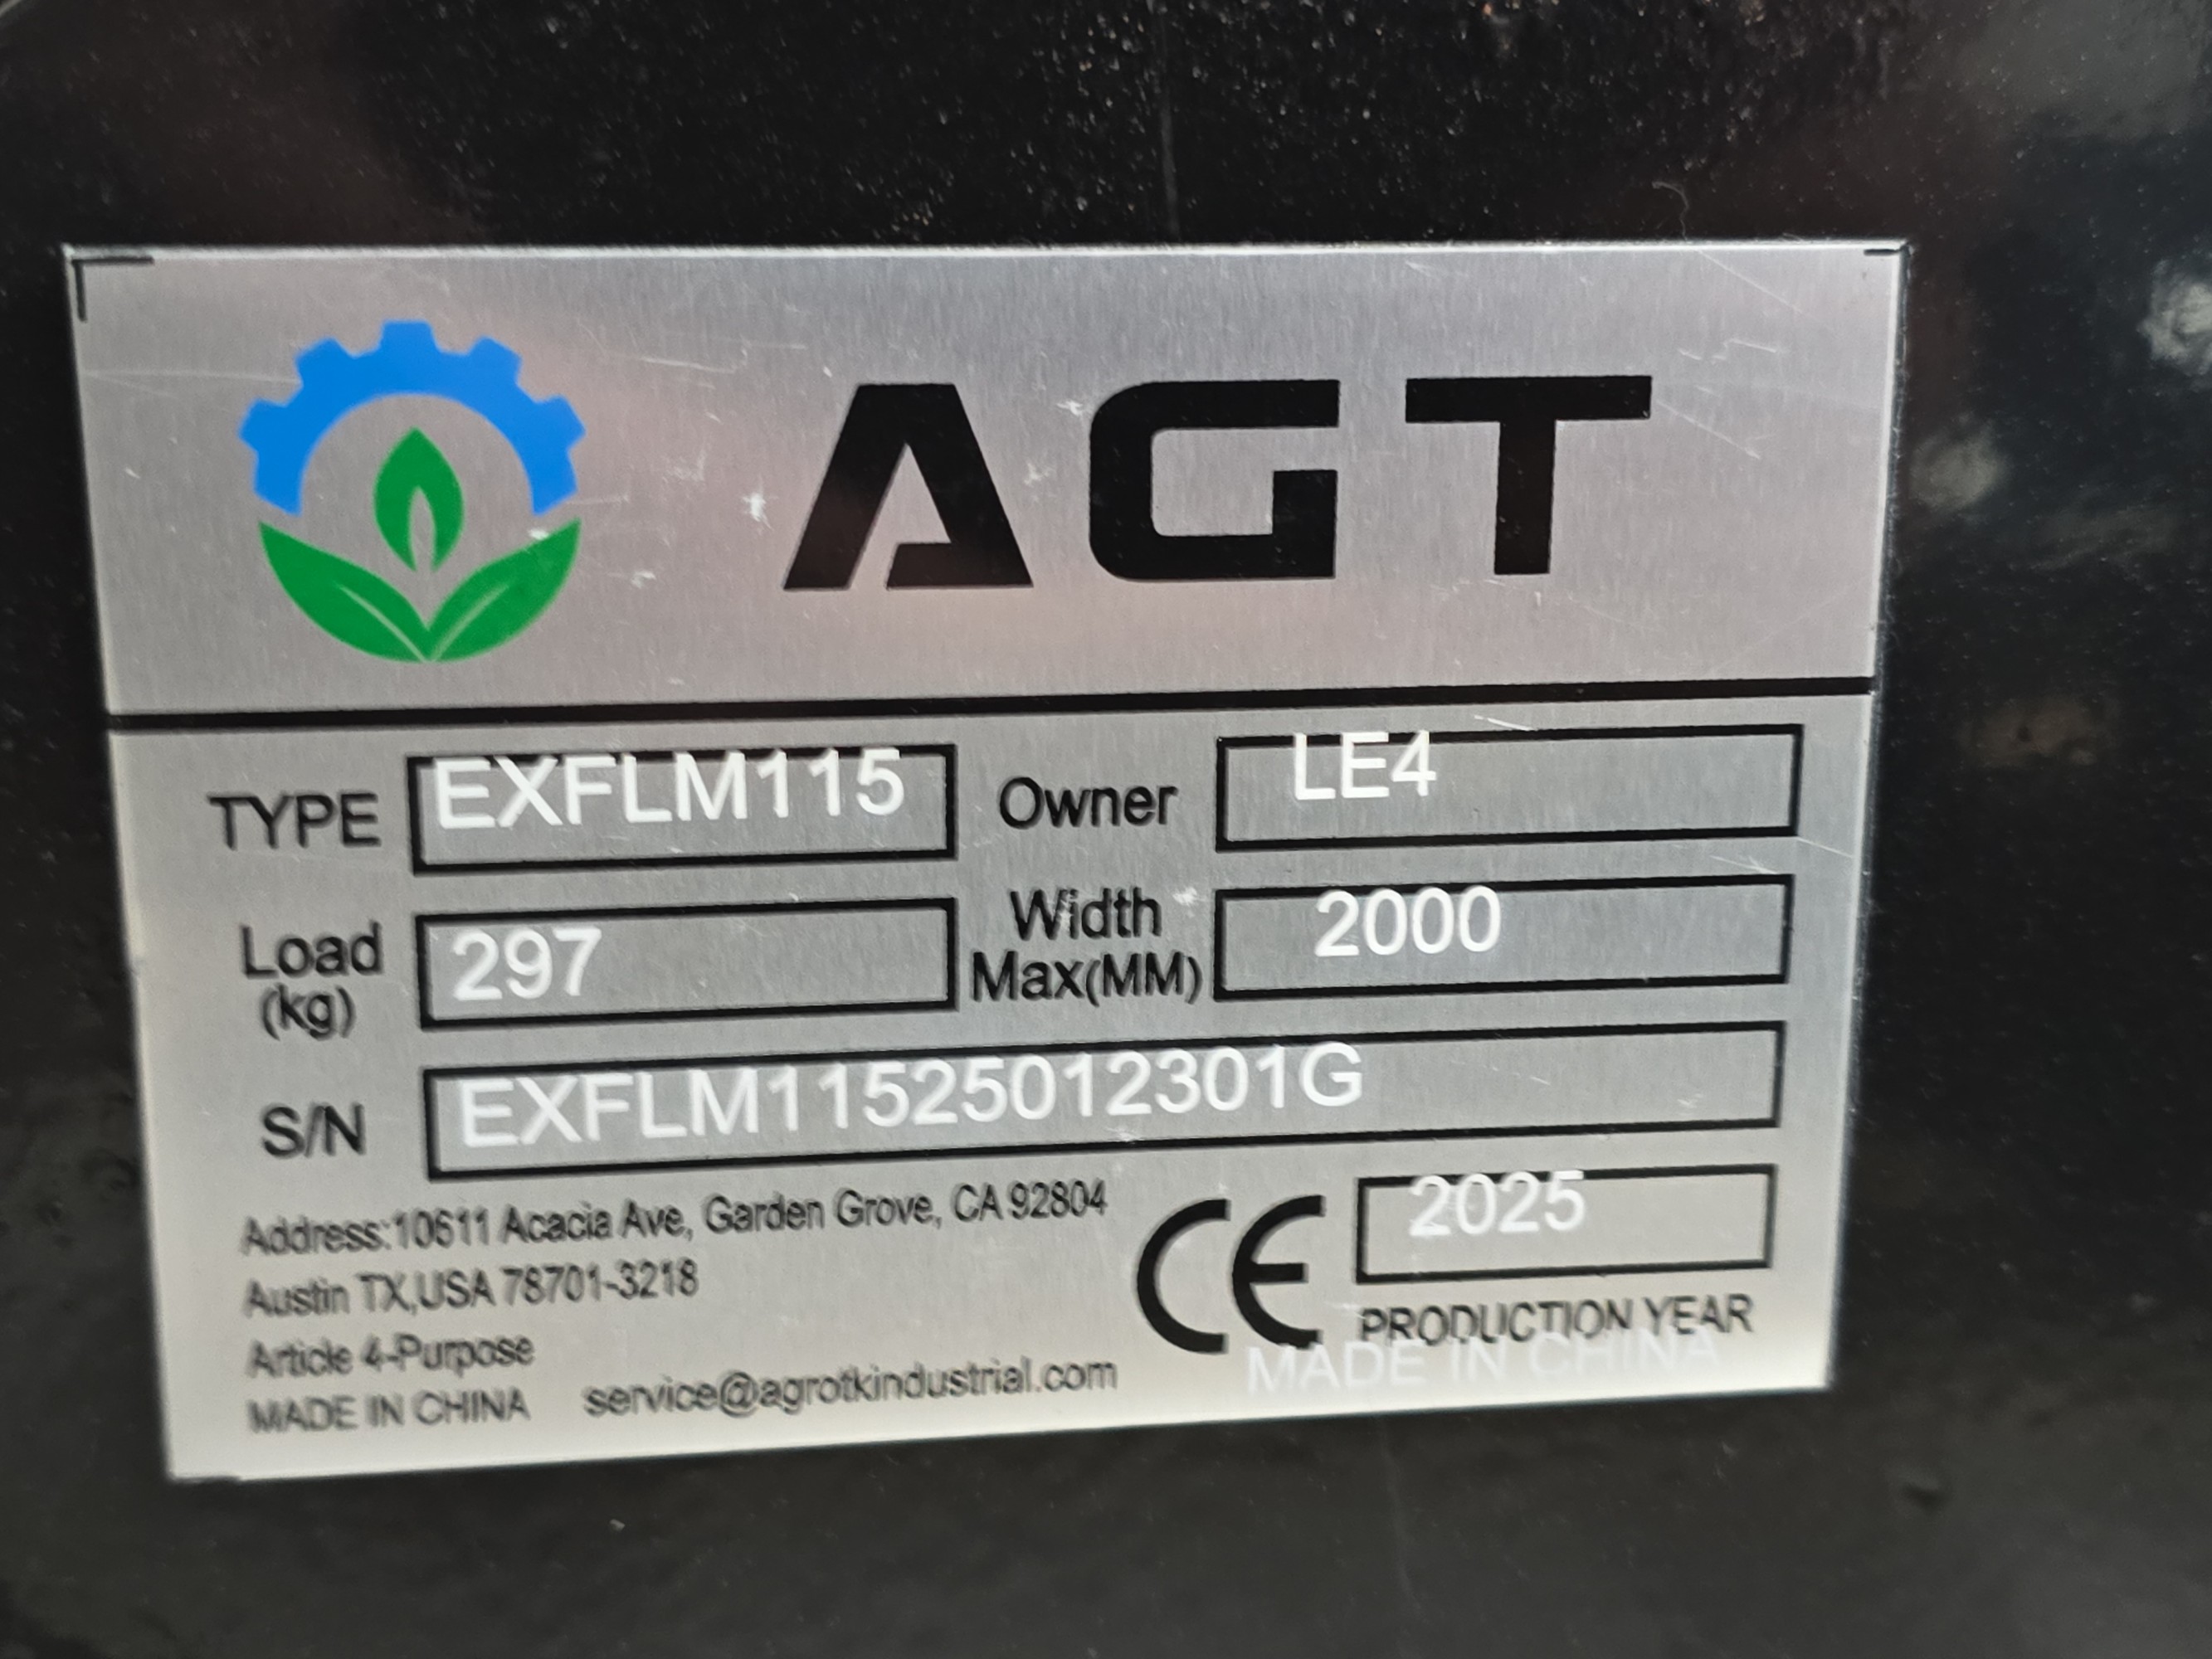 AGT
TYPE EXFLM115 Owner LE4
Load (kg) 297 Width Max(MM) 2000
S/N EXFLM11525012301G
Address:10611 Acacia Ave, Garden Grove, CA 92804
Austin TX,USA 78701-3218
Article 4-Purpose
MADE IN CHINA service@agrotkindustrial.com
CE 2025
PRODUCTION YEAR
MADE IN CHINA